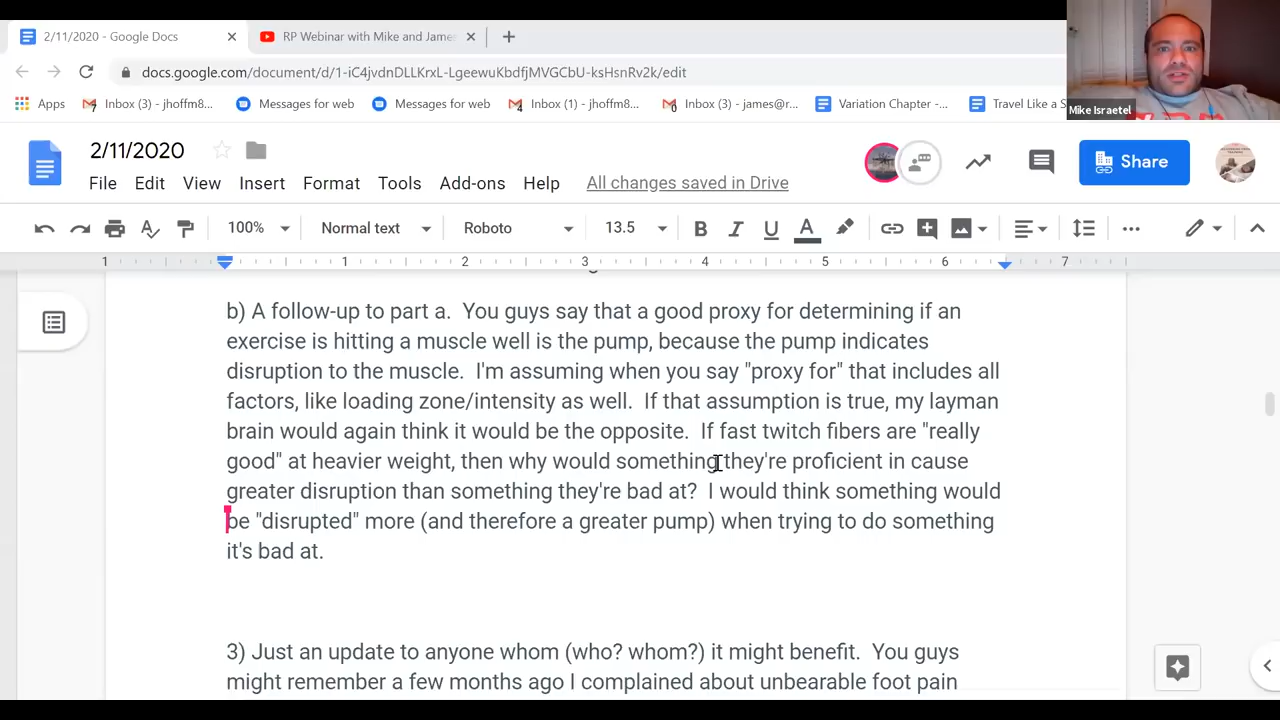 2/11/2020 - Google Docs
RP Webinar with Mike and James
docs.google.com/document/d/1-iC4jvdnDLLKrxL-LgeewuKbdfjMVGCbU-ksHsnRv2k/edit
Apps Inbox (3) - jhoffm8... Messages for web Messages for web Inbox (1) - jhoffm8... Inbox (2) - james@r... Variation Chapter -... Travel Like a S
Mike Israetel
2/11/2020
File Edit View Insert Format Tools Add-ons Help All changes saved in Drive
Share
100% Normal text Roboto 13.5 B I U A
1 1 2 3 4 5 6 7
b) A follow-up to part a. You guys say that a good proxy for determining if an
exercise is hitting a muscle well is the pump, because the pump indicates
disruption to the muscle. I'm assuming when you say "proxy for" that includes all
factors, like loading zone/intensity as well. If that assumption is true, my layman
brain would again think it would be the opposite. If fast twitch fibers are "really
good" at heavier weight, then why would something they're proficient in cause
greater disruption than something they're bad at? I would think something would
be "disrupted" more (and therefore a greater pump) when trying to do something
it's bad at.
3) Just an update to anyone whom (who? whom?) it might benefit. You guys
might remember a few months ago I complained about unbearable foot pain